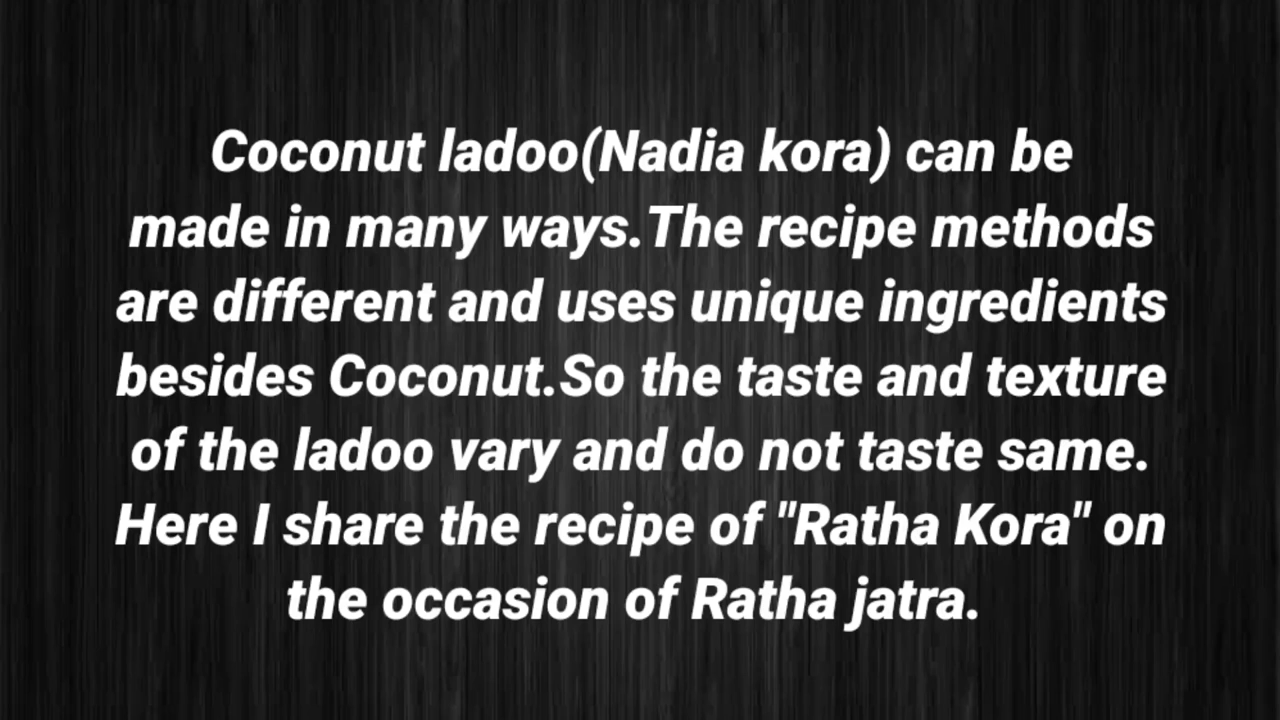 Coconut ladoo(Nadia kora) can be
made in many ways.The recipe methods
are different and uses unique ingredients
besides Coconut.So the taste and texture
of the ladoo vary and do not taste same.
Here I share the recipe of "Ratha Kora" on
the occasion of Ratha jatra.